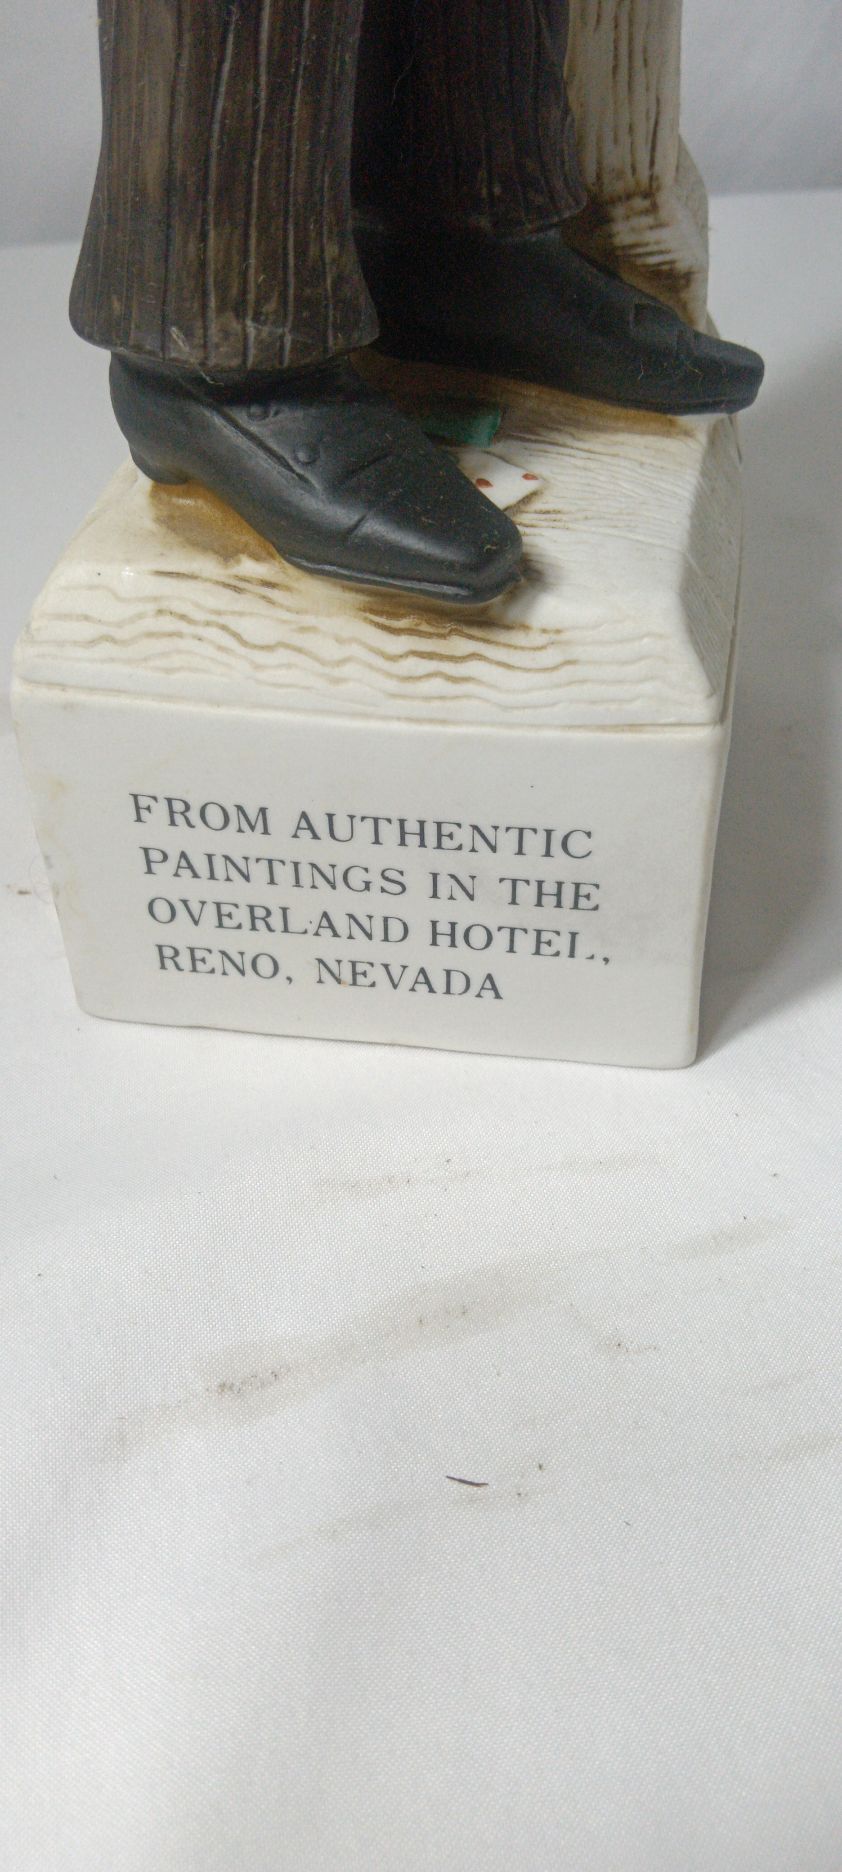 FROM AUTHENTIC
PAINTINGS IN THE
OVERLAND HOTEL,
RENO, NEVADA